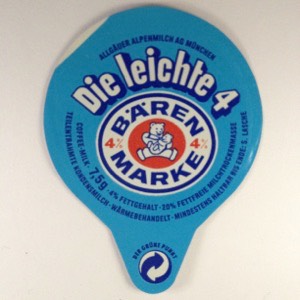 ALLGÄUER ALPENMILCH AG MÜNCHEN
Die leichte 4
BÄREN
4% 4%
MARKE
COFFEE-MILK · 7,5g · 4% FETTGEHALT · 20% FETTFREIE MILCHTROCKENMASSE
TEILENTRAHMTE KONDENSMILCH · WÄRMEBEHANDELT · MINDESTENS HALTBAR BIS ENDE: S. LASCHE
DER GRÜNE PUNKT